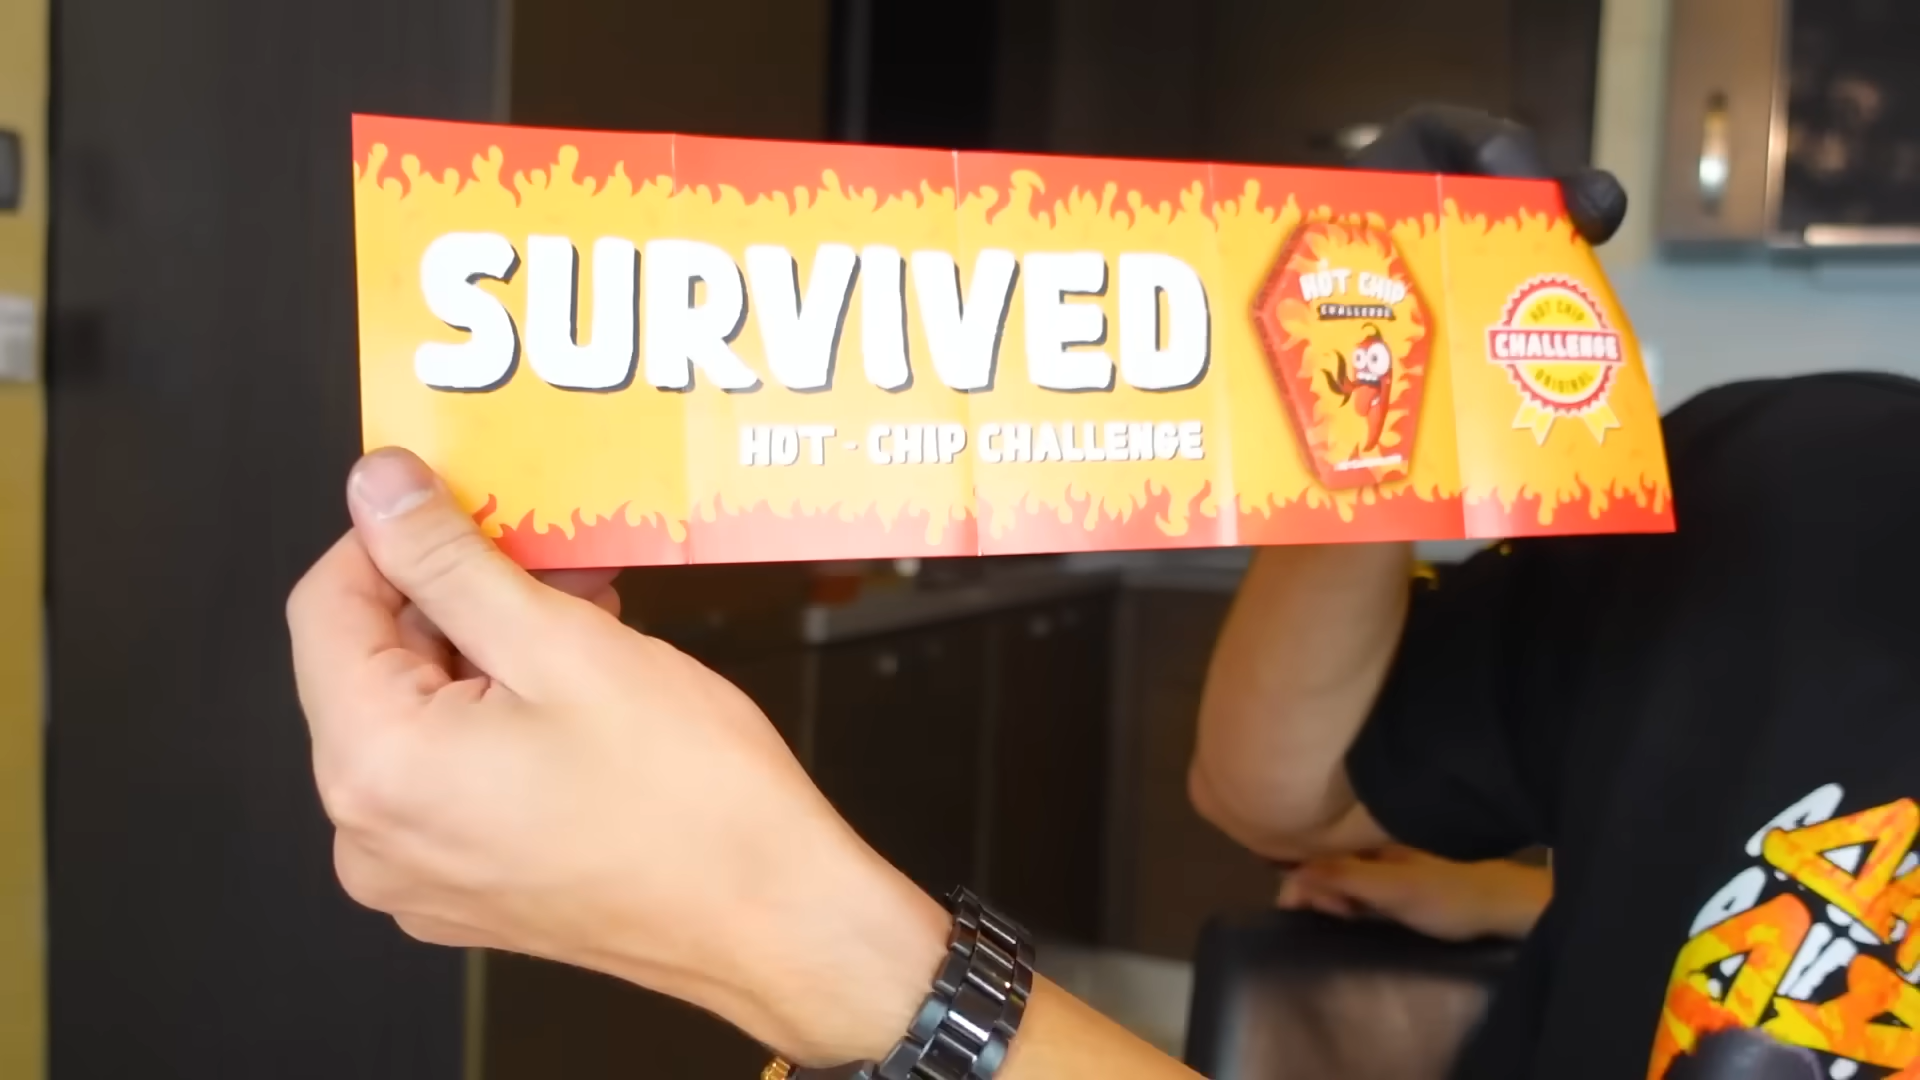 SURVIVED
HOT - CHIP CHALLENGE
HOT CHIP
CHALLENGE
HOT CHIP
CHALLENGE
ORIGINAL